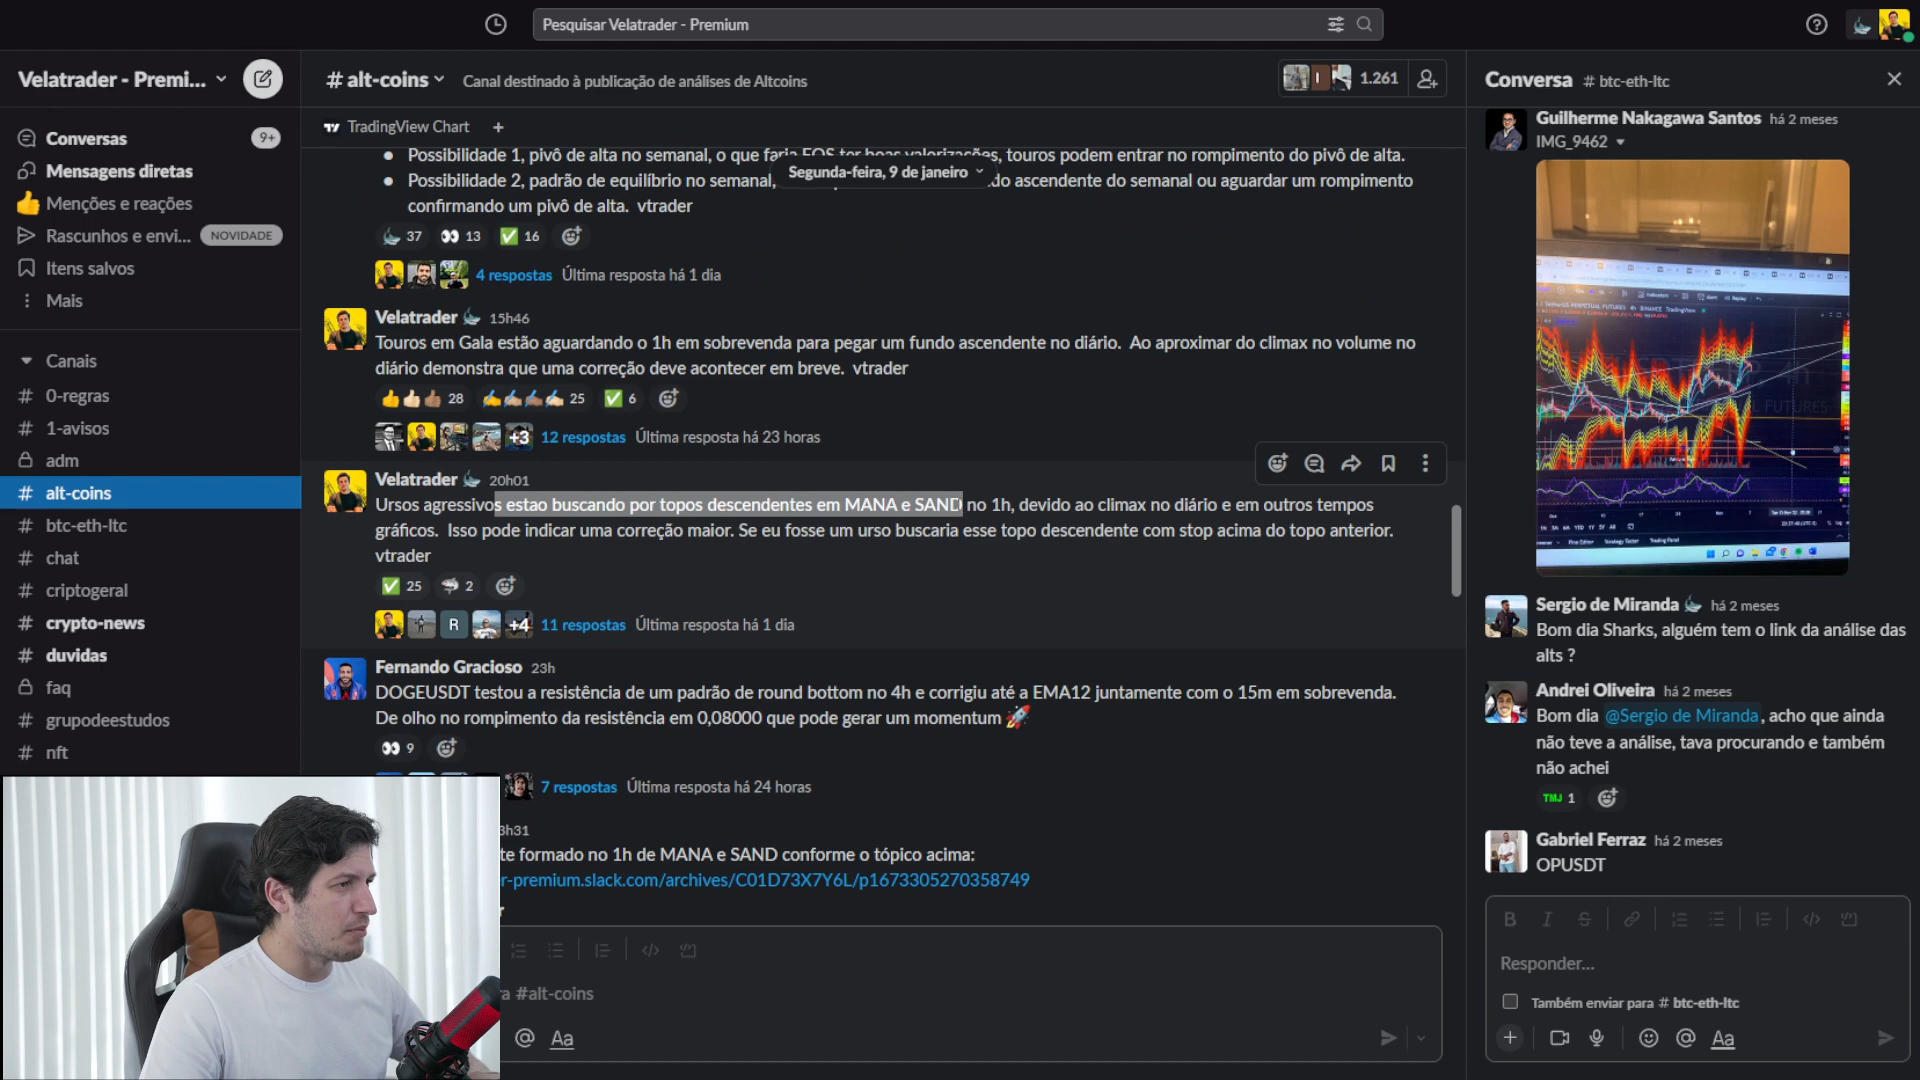 Pesquisar Velatrader - Premium
Velatrader - Premi...
Conversas
9+
Mensagens diretas
Menções e reações
Rascunhos e envi...
NOVIDADE
Itens salvos
Mais
Canais
# 0-regras
# 1-avisos
adm
# alt-coins
# btc-eth-ltc
# chat
# criptogeral
# crypto-news
# duvidas
faq
# grupodeestudos
# nft
# alt-coins
Canal destinado à publicação de análises de Altcoins
1.261
TradingView Chart
+
Segunda-feira, 9 de janeiro
• Possibilidade 1, pivô de alta no semanal, o que faria EOS ter boas valorizações, touros podem entrar no rompimento do pivô de alta.
• Possibilidade 2, padrão de equilíbrio no semanal, do ascendente do semanal ou aguardar um rompimento
confirmando um pivô de alta. vtrader
37
13
16
4 respostas Última resposta há 1 dia
Velatrader 15h46
Touros em Gala estão aguardando o 1h em sobrevenda para pegar um fundo ascendente no diário. Ao aproximar do climax no volume no
diário demonstra que uma correção deve acontecer em breve. vtrader
28
25
6
+3
12 respostas Última resposta há 23 horas
Velatrader 20h01
Ursos agressivos estao buscando por topos descendentes em MANA e SAND no 1h, devido ao climax no diário e em outros tempos
gráficos. Isso pode indicar uma correção maior. Se eu fosse um urso buscaria esse topo descendente com stop acima do topo anterior.
vtrader
25
2
R
+4
11 respostas Última resposta há 1 dia
Fernando Gracioso 23h
DOGEUSDT testou a resistência de um padrão de round bottom no 4h e corrigiu até a EMA12 juntamente com o 15m em sobrevenda.
De olho no rompimento da resistência em 0,08000 que pode gerar um momentum
9
7 respostas Última resposta há 24 horas
3h31
te formado no 1h de MANA e SAND conforme o tópico acima:
r-premium.slack.com/archives/C01D73X7Y6L/p1673305270358749
r
a #alt-coins
@ Aa
Conversa # btc-eth-ltc
Guilherme Nakagawa Santos há 2 meses
IMG_9462
Sergio de Miranda há 2 meses
Bom dia Sharks, alguém tem o link da análise das
alts ?
Andrei Oliveira há 2 meses
Bom dia @Sergio de Miranda, acho que ainda
não teve a análise, tava procurando e também
não achei
TMJ 1
Gabriel Ferraz há 2 meses
OPUSDT
B I S
Responder...
Também enviar para # btc-eth-ltc
@ Aa